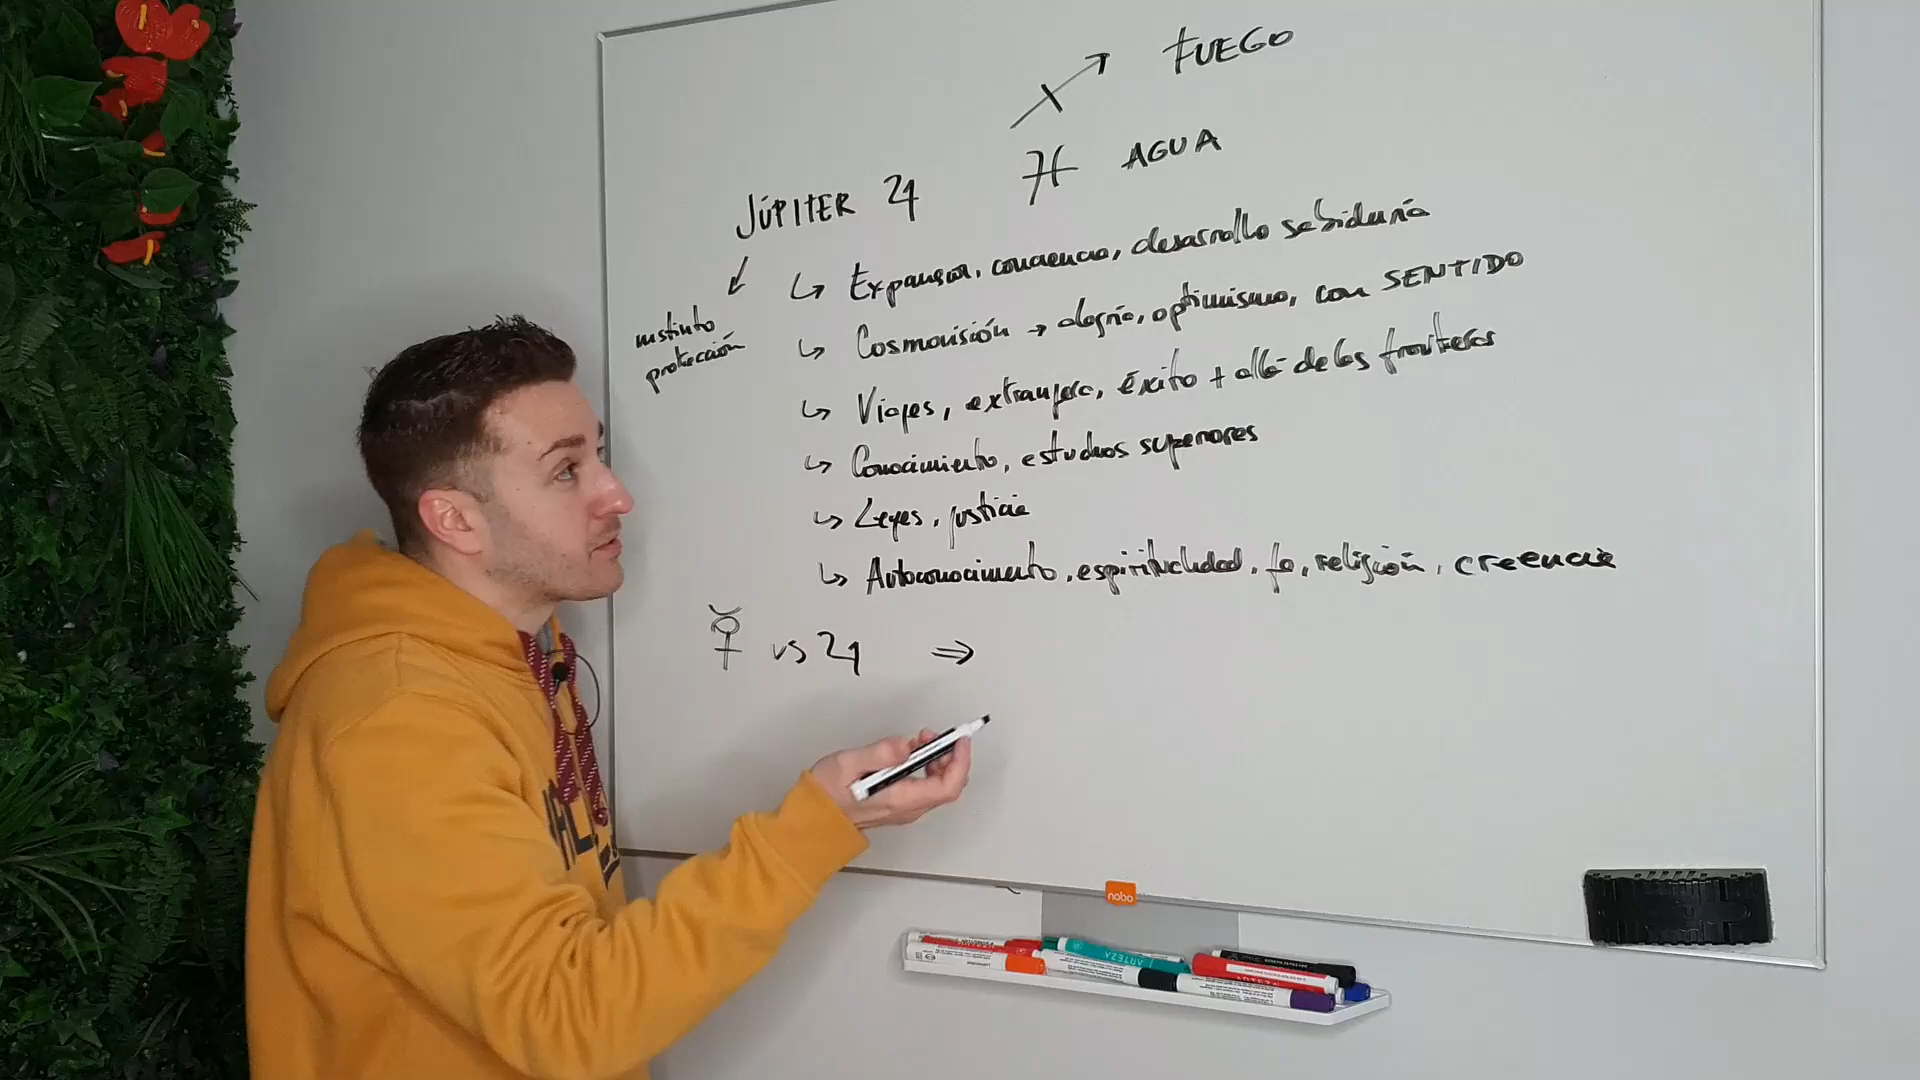 ♐ FUEGO
♓ AGUA
JÚPITER ♃
instinto
protección
↳ Expansión, conciencia, desarrollo sabiduría
↳ Cosmovisión → alegría, optimismo, con SENTIDO
↳ Viajes, extranjero, éxito + allá de las fronteras
↳ Conocimiento, estudios superiores
↳ Leyes, justicia
↳ Autoconocimiento, espiritualidad, fe, religión, creencia
☿ vs ♃ ⇒
nobo
ARTEZA